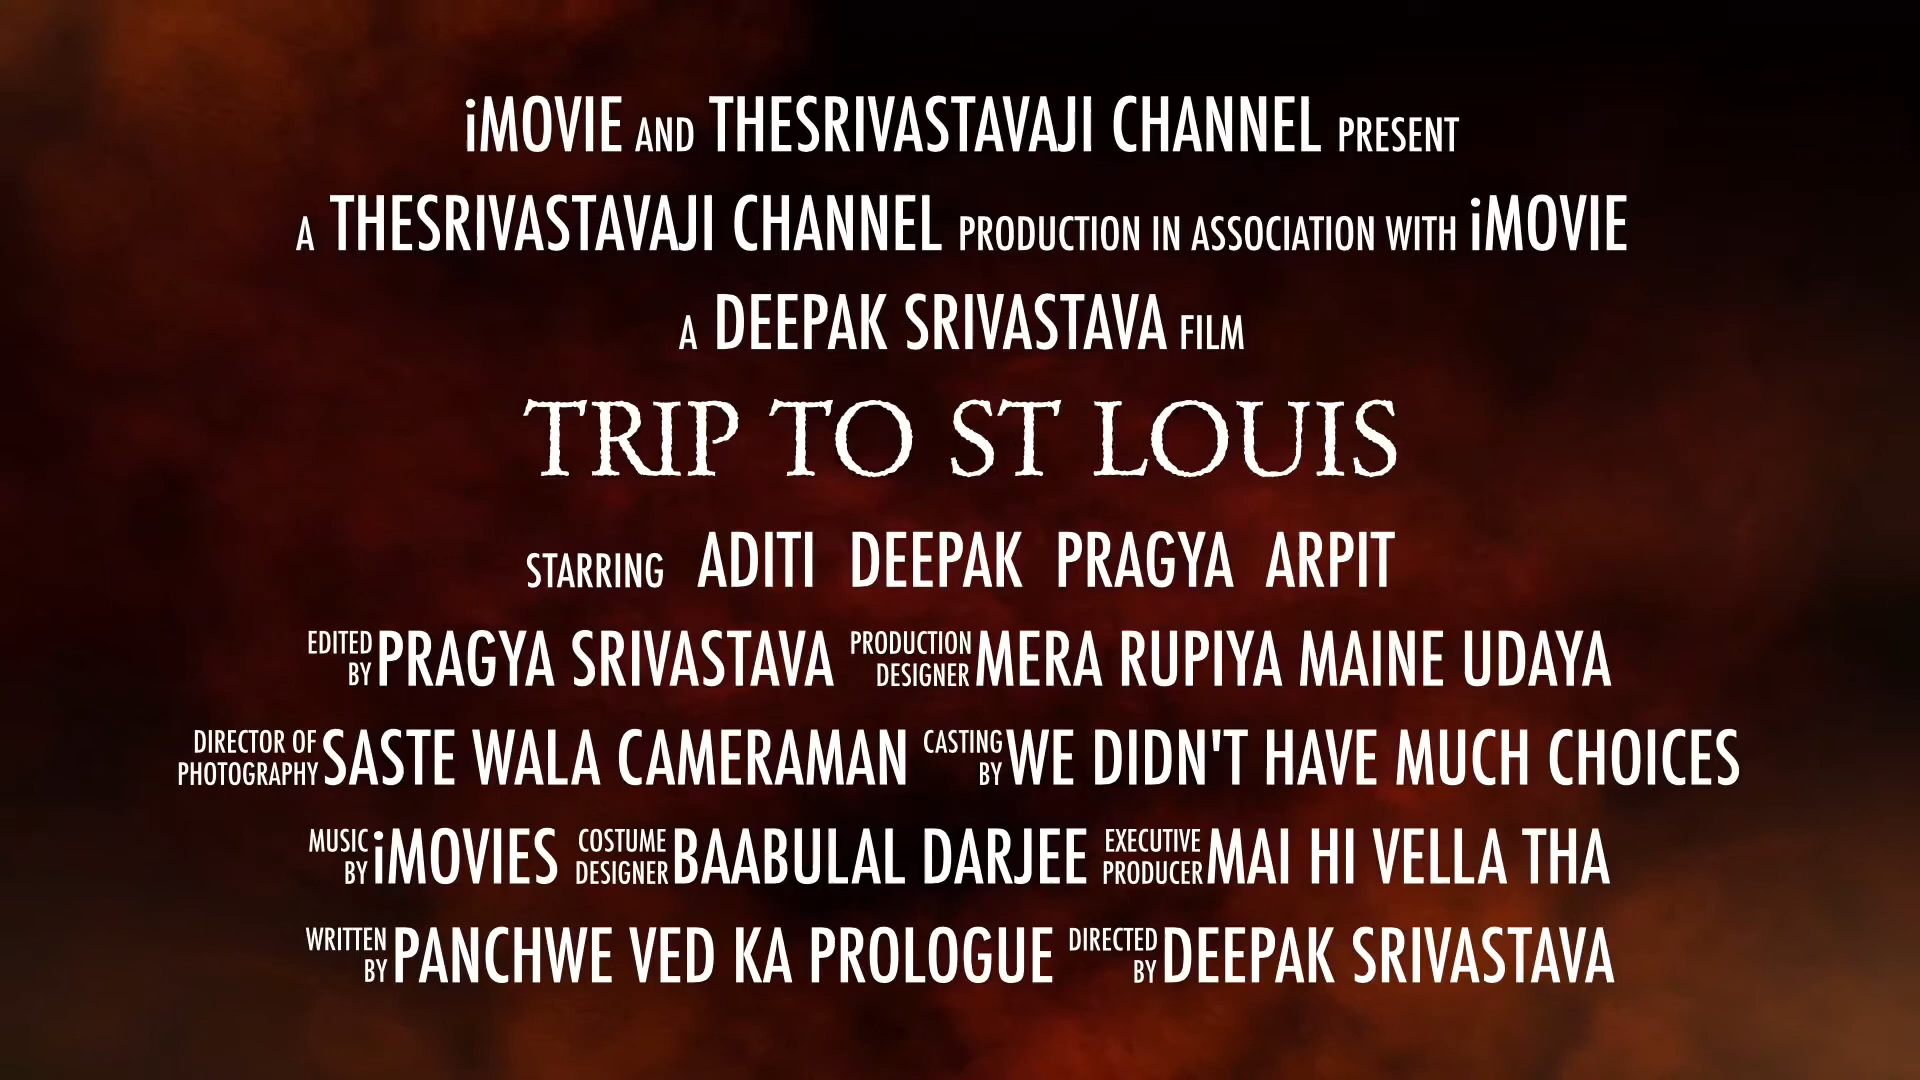 iMOVIE AND THESRIVASTAVAJI CHANNEL PRESENT
A THESRIVASTAVAJI CHANNEL PRODUCTION IN ASSOCIATION WITH iMOVIE
A DEEPAK SRIVASTAVA FILM
TRIP TO ST LOUIS
STARRING ADITI DEEPAK PRAGYA ARPIT
EDITED BY PRAGYA SRIVASTAVA PRODUCTION DESIGNER MERA RUPIYA MAINE UDAYA
DIRECTOR OF PHOTOGRAPHY SASTE WALA CAMERAMAN CASTING BY WE DIDN'T HAVE MUCH CHOICES
MUSIC BY iMOVIES COSTUME DESIGNER BAABULAL DARJEE EXECUTIVE PRODUCER MAI HI VELLA THA
WRITTEN BY PANCHWE VED KA PROLOGUE DIRECTED BY DEEPAK SRIVASTAVA